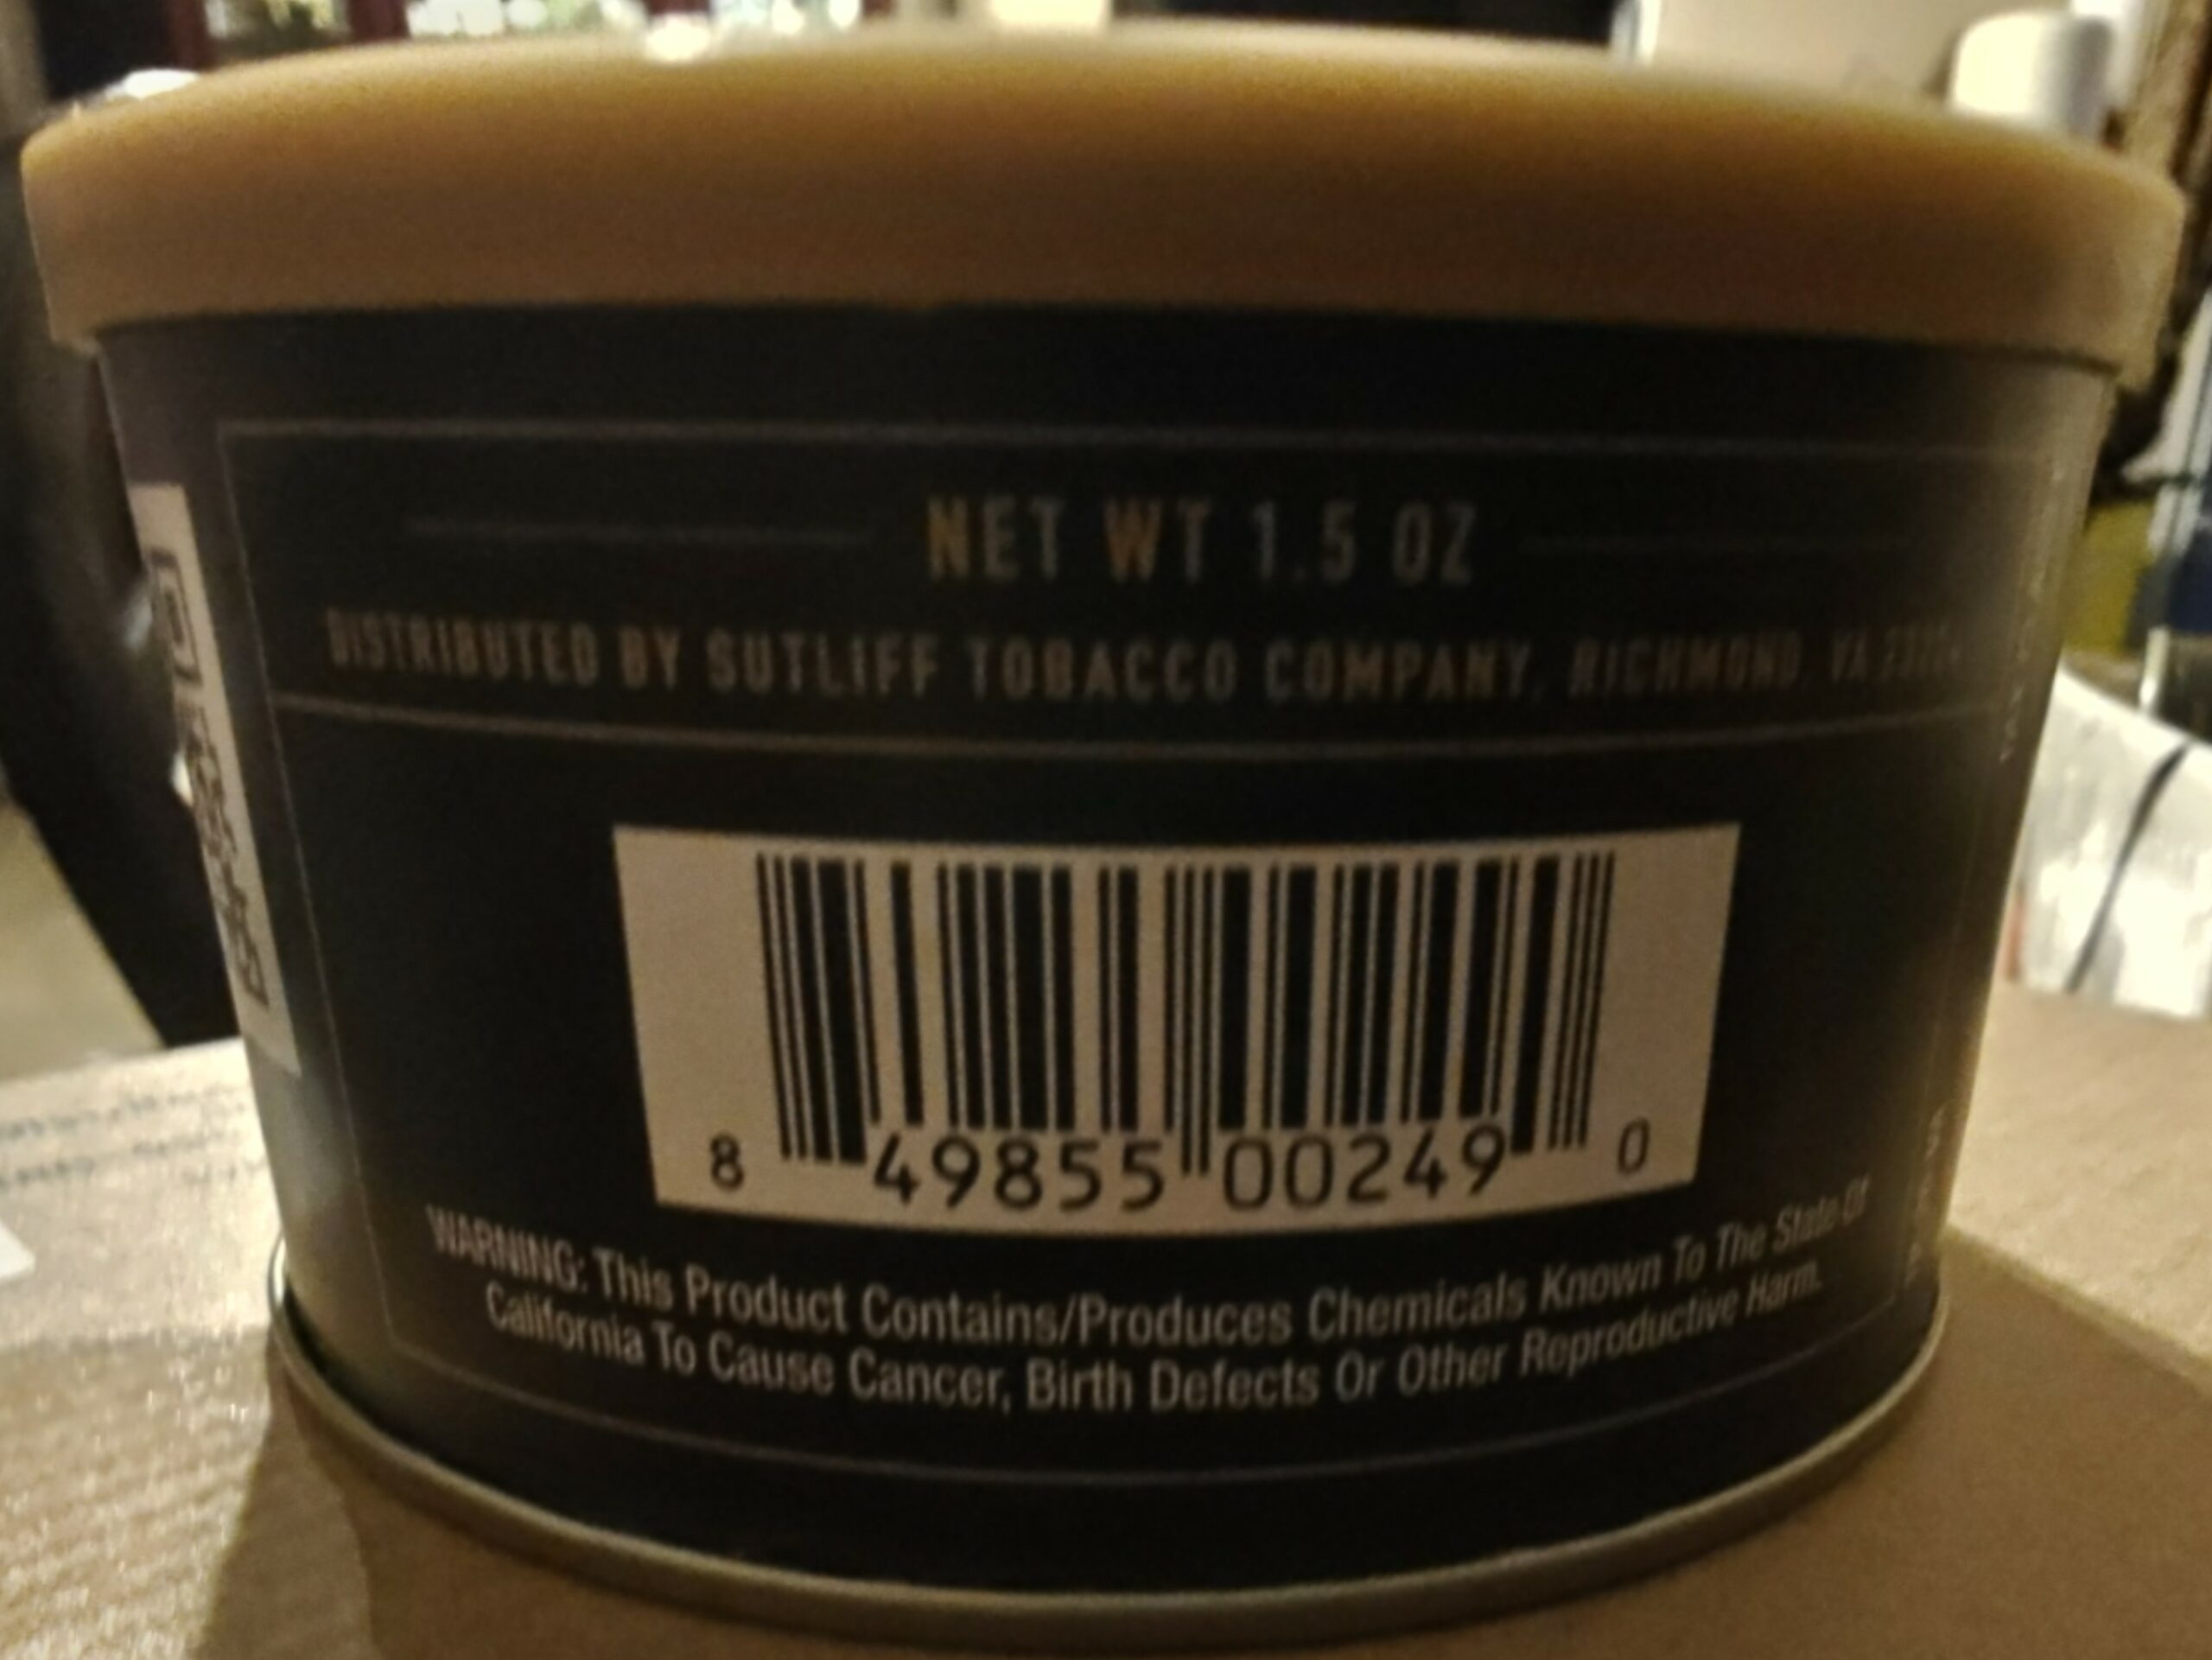 NET WT 1.5 OZ
DISTRIBUTED BY SUTLIFF TOBACCO COMPANY, RICHMOND, VA
8 49855 00249 0
WARNING: This Product Contains/Produces Chemicals Known To The State Of
California To Cause Cancer, Birth Defects Or Other Reproductive Harm.